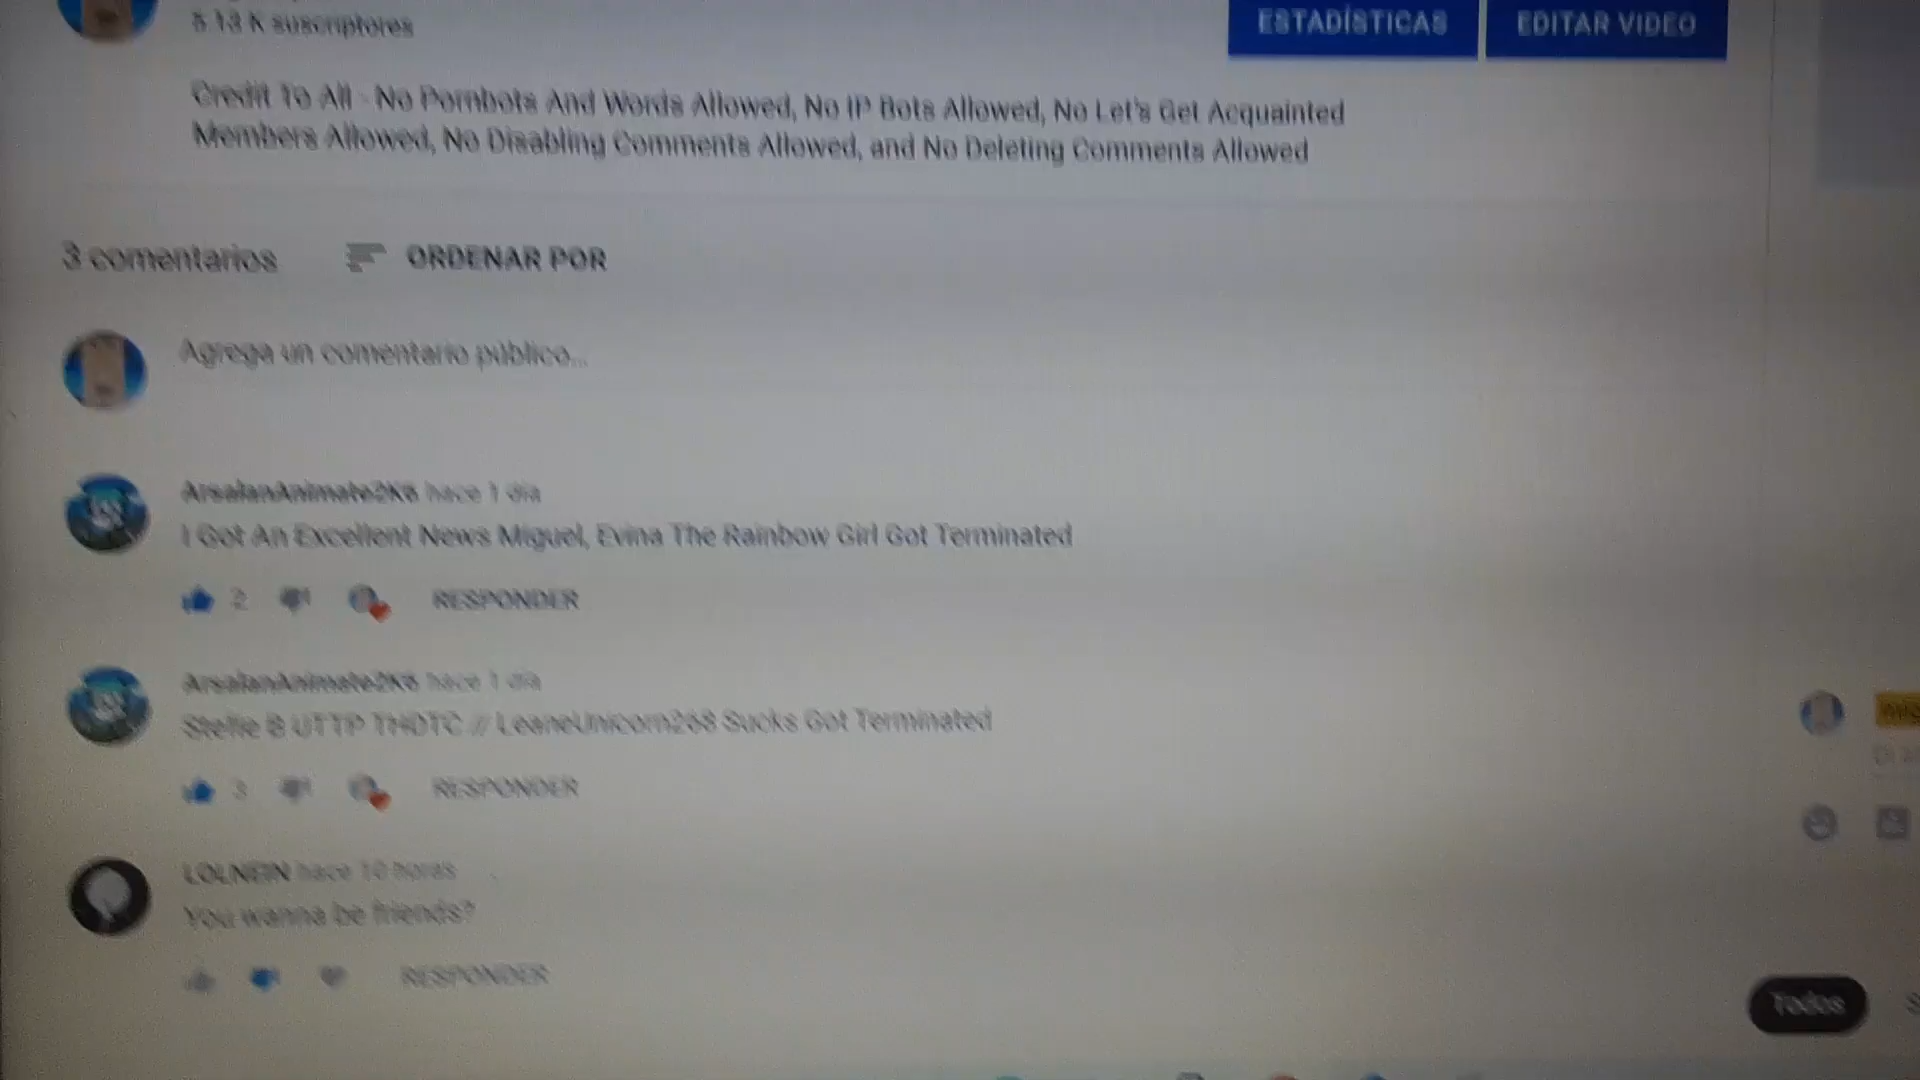 5.13 K suscriptores
ESTADÍSTICAS
EDITAR VIDEO
Credit To All - No Pornbots And Words Allowed, No IP Bots Allowed, No Let's Get Acquainted
Members Allowed, No Disabling Comments Allowed, and No Deleting Comments Allowed
3 comentarios
ORDENAR POR
Agrega un comentario público...
ArsalanAnimate2K6 hace 1 día
I Got An Excellent News Miguel, Evina The Rainbow Girl Got Terminated
2
RESPONDER
ArsalanAnimate2K6 hace 1 día
Stelle B UTTP THDTC // LeaneUnicorn268 Sucks Got Terminated
3
RESPONDER
LOLNEIN hace 10 horas
You wanna be friends?
RESPONDER
Todos